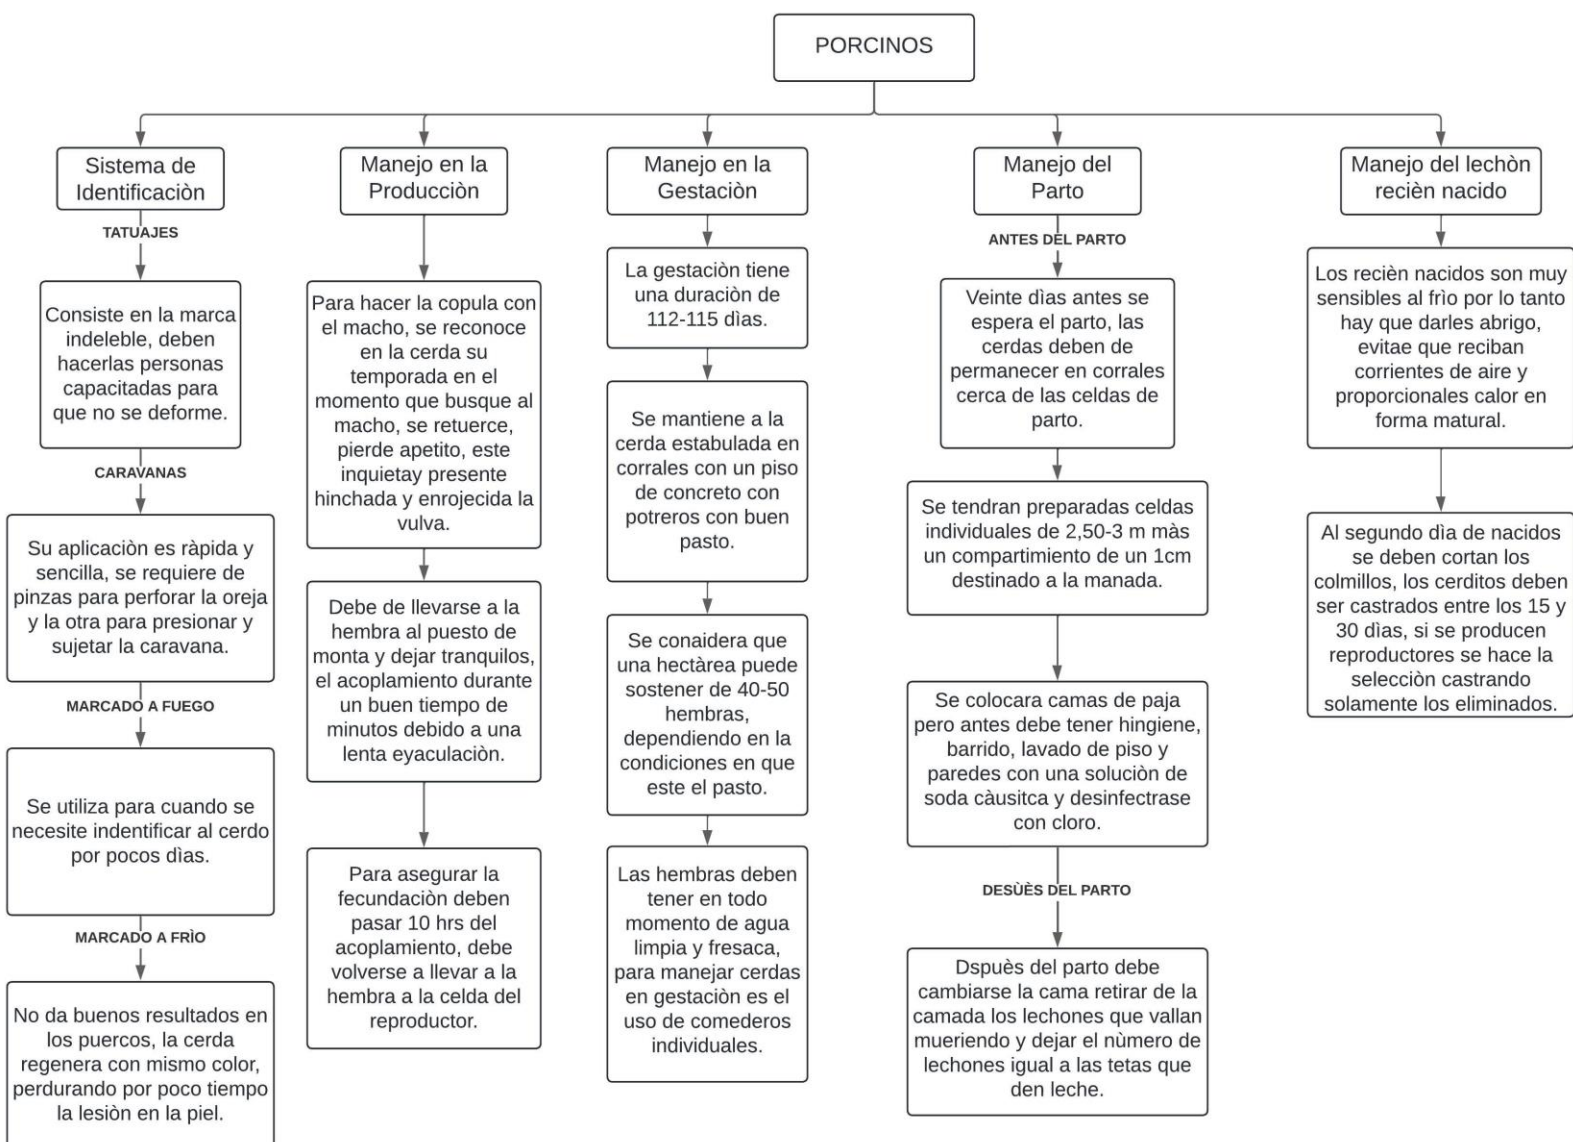 PORCINOS
Sistema de
Identificaciòn
TATUAJES
Consiste en la marca
indeleble, deben
hacerlas personas
capacitadas para
que no se deforme.
CARAVANAS
Su aplicaciòn es ràpida y
sencilla, se requiere de
pinzas para perforar la oreja
y la otra para presionar y
sujetar la caravana.
MARCADO A FUEGO
Se utiliza para cuando se
necesite indentificar al cerdo
por pocos dìas.
MARCADO A FRÌO
No da buenos resultados en
los puercos, la cerda
regenera con mismo color,
perdurando por poco tiempo
la lesiòn en la piel.
Manejo en la
Producciòn
Para hacer la copula con
el macho, se reconoce
en la cerda su
temporada en el
momento que busque al
macho, se retuerce,
pierde apetito, este
inquietay presente
hinchada y enrojecida la
vulva.
Debe de llevarse a la
hembra al puesto de
monta y dejar tranquilos,
el acoplamiento durante
un buen tiempo de
minutos debido a una
lenta eyaculaciòn.
Para asegurar la
fecundaciòn deben
pasar 10 hrs del
acoplamiento, debe
volverse a llevar a la
hembra a la celda del
reproductor.
Manejo en la
Gestaciòn
La gestaciòn tiene
una duraciòn de
112-115 dìas.
Se mantiene a la
cerda estabulada en
corrales con un piso
de concreto con
potreros con buen
pasto.
Se conaidera que
una hectàrea puede
sostener de 40-50
hembras,
dependiendo en la
condiciones en que
este el pasto.
Las hembras deben
tener en todo
momento de agua
limpia y fresaca,
para manejar cerdas
en gestaciòn es el
uso de comederos
individuales.
Manejo del
Parto
ANTES DEL PARTO
Veinte dìas antes se
espera el parto, las
cerdas deben de
permanecer en corrales
cerca de las celdas de
parto.
Se tendran preparadas celdas
individuales de 2,50-3 m màs
un compartimiento de un 1cm
destinado a la manada.
Se colocara camas de paja
pero antes debe tener hingiene,
barrido, lavado de piso y
paredes con una soluciòn de
soda càusitca y desinfectrase
con cloro.
DESÙÈS DEL PARTO
Dspuès del parto debe
cambiarse la cama retirar de la
camada los lechones que vallan
mueriendo y dejar el nùmero de
lechones igual a las tetas que
den leche.
Manejo del lechòn
recièn nacido
Los recièn nacidos son muy
sensibles al frìo por lo tanto
hay que darles abrigo,
evitae que reciban
corrientes de aire y
proporcionales calor en
forma matural.
Al segundo dìa de nacidos
se deben cortan los
colmillos, los cerditos deben
ser castrados entre los 15 y
30 dìas, si se producen
reproductores se hace la
selecciòn castrando
solamente los eliminados.